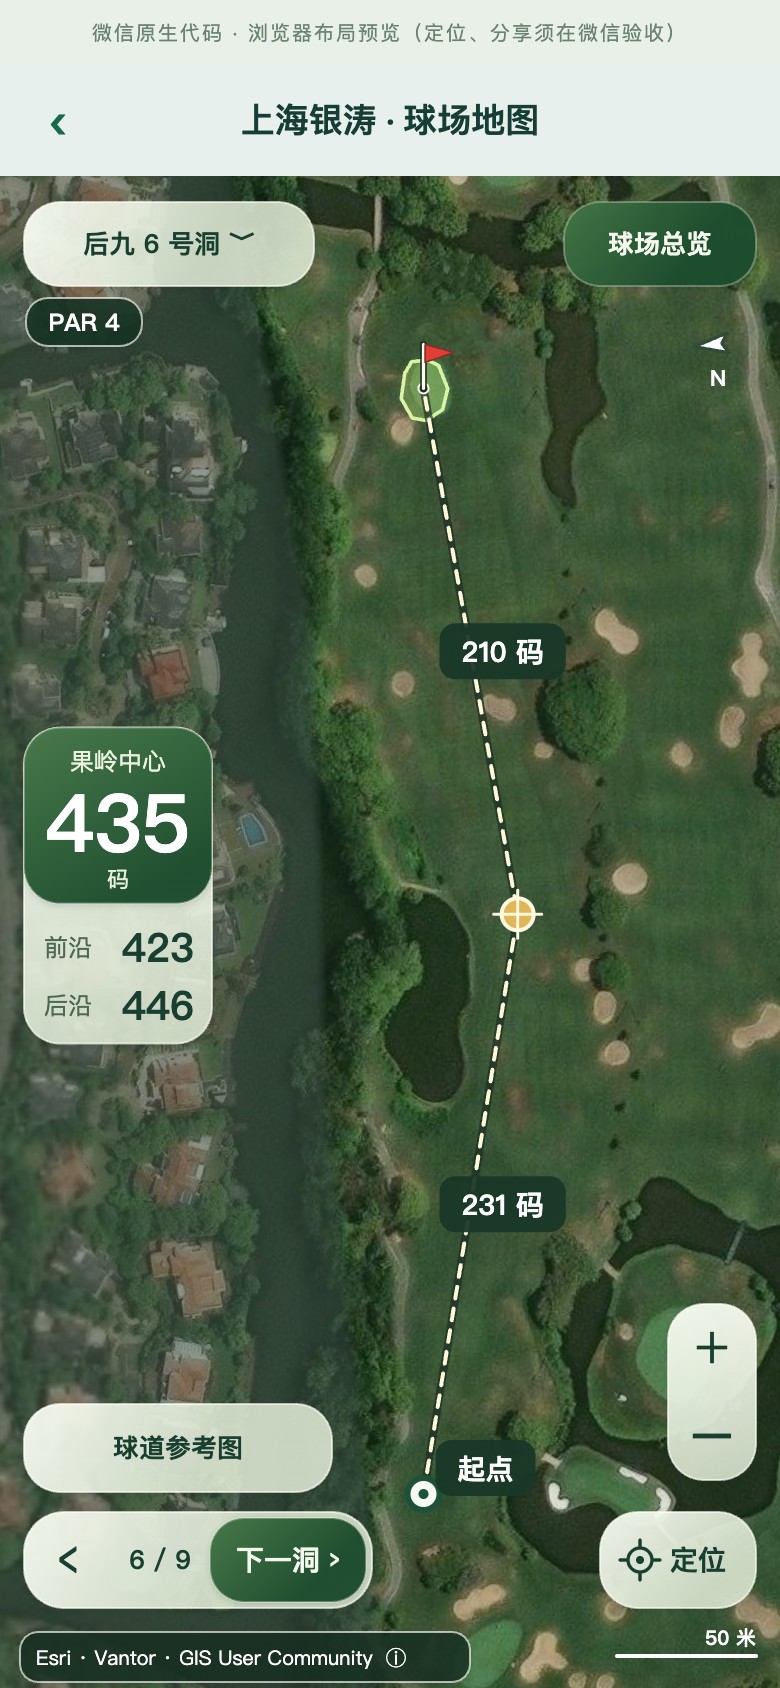 微信原生代码 · 浏览器布局预览（定位、分享须在微信验收）
‹ 上海银涛 · 球场地图
后九 6 号洞
球场总览
PAR 4
N
210 码
果岭中心
435
码
前沿 423
后沿 446
231 码
+
—
球道参考图
起点
< 6 / 9 下一洞 ›
定位
50 米
Esri · Vantor · GIS User Community ⓘ